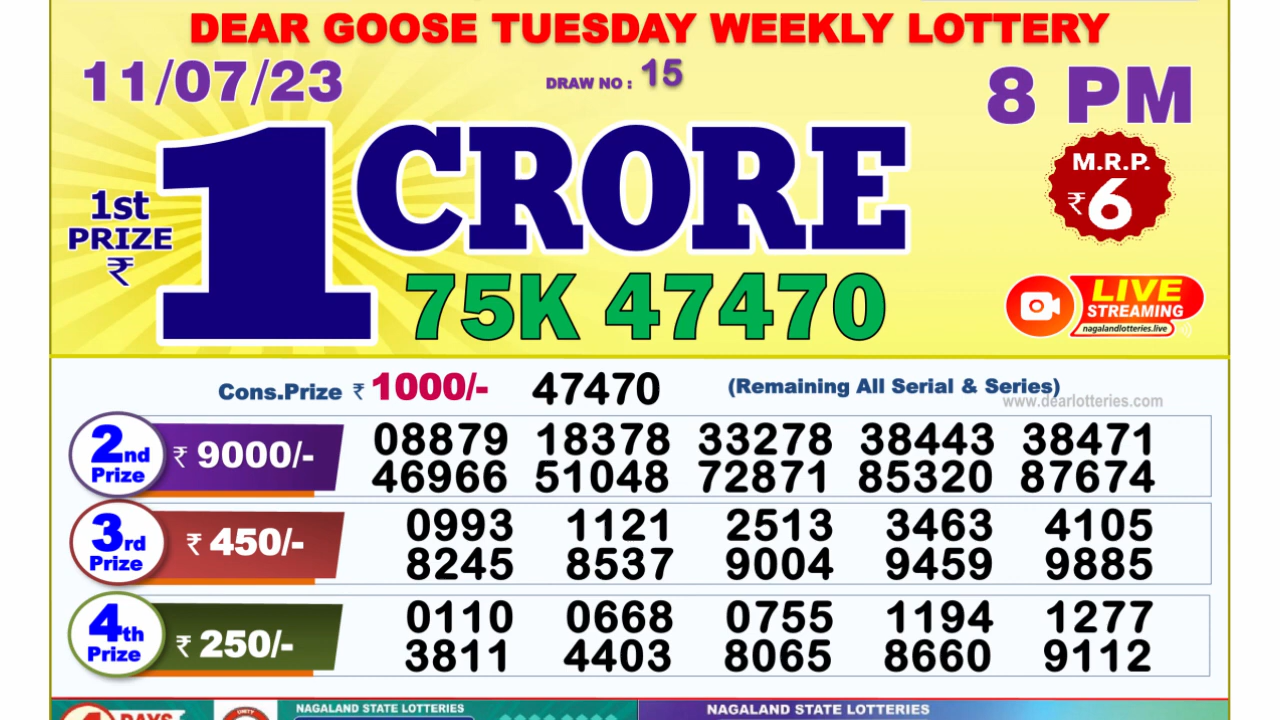 DEAR GOOSE TUESDAY WEEKLY LOTTERY
11/07/23 DRAW NO : 15 8 PM
1st PRIZE ₹ 1 CRORE
M.R.P. ₹ 6
75K 47470
LIVE
STREAMING
nagalandlotteries.live
Cons.Prize ₹ 1000/- 47470 (Remaining All Serial & Series)
www.dearlotteries.com
2nd Prize ₹ 9000/-
08879 18378 33278 38443 38471
46966 51048 72871 85320 87674
3rd Prize ₹ 450/-
0993 1121 2513 3463 4105
8245 8537 9004 9459 9885
4th Prize ₹ 250/-
0110 0668 0755 1194 1277
3811 4403 8065 8660 9112
DAYS
NAGALAND STATE LOTTERIES
NAGALAND STATE LOTTERIES